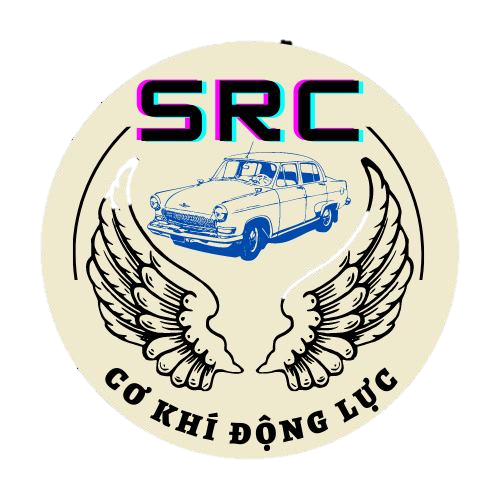 SRC
CƠ KHÍ ĐỘNG LỰC